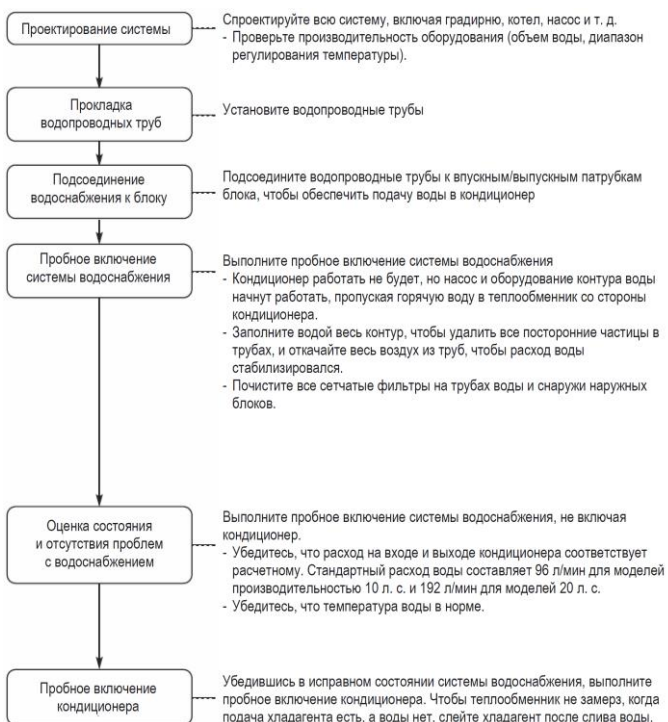 Проектирование системы
Спроектируйте всю систему, включая градирню, котел, насос и т. д.
- Проверьте производительность оборудования (объем воды, диапазон
регулирования температуры).
Прокладка
водопроводных труб
Установите водопроводные трубы
Подсоединение
водоснабжения к блоку
Подсоедините водопроводные трубы к впускным/выпускным патрубкам
блока, чтобы обеспечить подачу воды в кондиционер
Пробное включение
системы водоснабжения
Выполните пробное включение системы водоснабжения
- Кондиционер работать не будет, но насос и оборудование контура воды
начнут работать, пропуская горячую воду в теплообменник со стороны
кондиционера.
- Заполните водой весь контур, чтобы удалить все посторонние частицы в
трубах, и откачайте весь воздух из труб, чтобы расход воды
стабилизировался.
- Почистите все сетчатые фильтры на трубах воды и снаружи наружных
блоков.
Оценка состояния
и отсутствия проблем
с водоснабжением
Выполните пробное включение системы водоснабжения, не включая
кондиционер.
- Убедитесь, что расход на входе и выходе кондиционера соответствует
расчетному. Стандартный расход воды составляет 96 л/мин для моделей
производительностью 10 л. с. и 192 л/мин для моделей 20 л. с.
- Убедитесь, что температура воды в норме.
Пробное включение
кондиционера
Убедившись в исправном состоянии системы водоснабжения, выполните
пробное включение кондиционера. Чтобы теплообменник не замерз, когда
подача хладагента есть, а воды нет, слейте хладагент после слива воды.